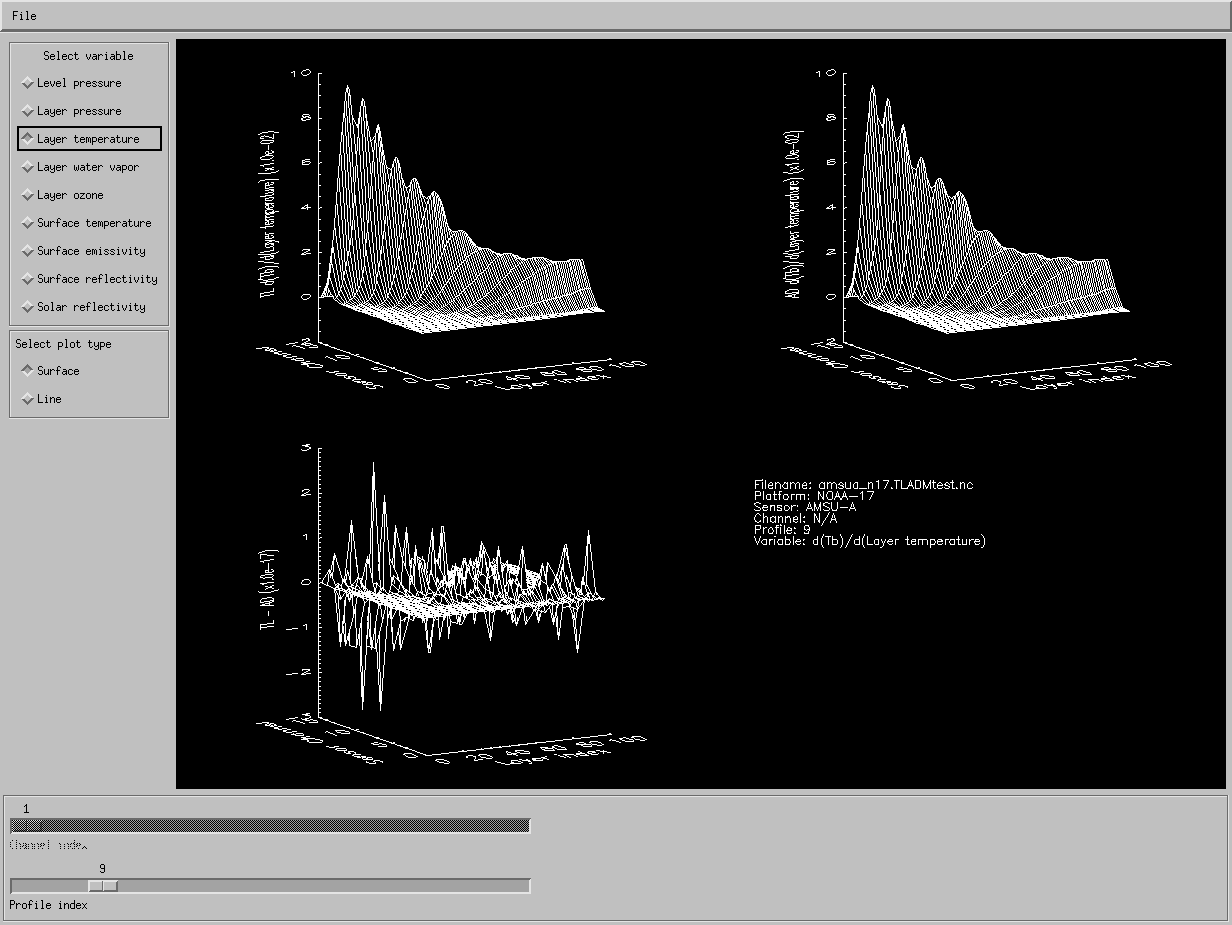 File
Select variable
Level pressure
Layer pressure
Layer temperature
Layer water vapor
Layer ozone
Surface temperature
Surface emissivity
Surface reflectivity
Solar reflectivity
Select plot type
Surface
Line
TL d(Tb)/d(Layer temperature) (x1.0e-02)
10
8
6
4
2
0
10
5
0
Sensor Channel
0 20 40 60 80 100
Layer index
AD d(Tb)/d(Layer temperature) (x1.0e-02)
10
8
6
4
2
0
10
5
0
Sensor Channel
0 20 40 60 80 100
Layer index
TL - AD (x1.0e-17)
3
2
1
0
-1
-2
10
5
0
Sensor Channel
0 20 40 60 80 100
Layer index
Filename: amsua_n17.TLADMtest.nc
Platform: NOAA-17
Sensor: AMSU-A
Channel: N/A
Profile: 9
Variable: d(Tb)/d(Layer temperature)
1
Channel index
9
Profile index